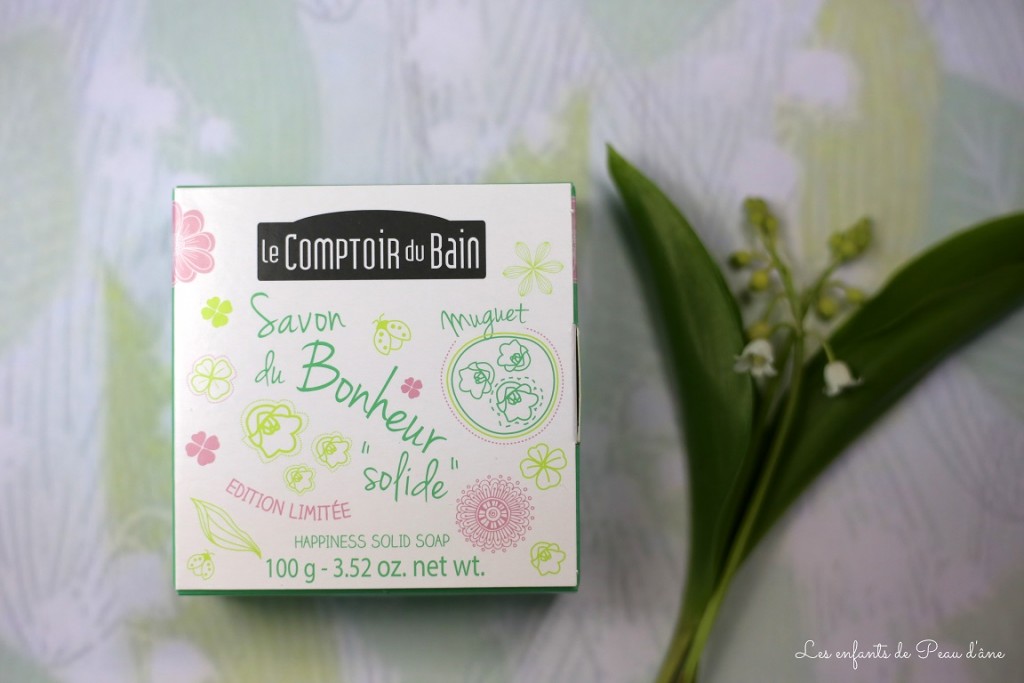 Le Comptoir du Bain
Savon
du Bonheur
"solide"
Muguet
EDITION LIMITÉE
HAPPINESS SOLID SOAP
100 g - 3.52 oz. net wt.
Les enfants de Peau d'âne